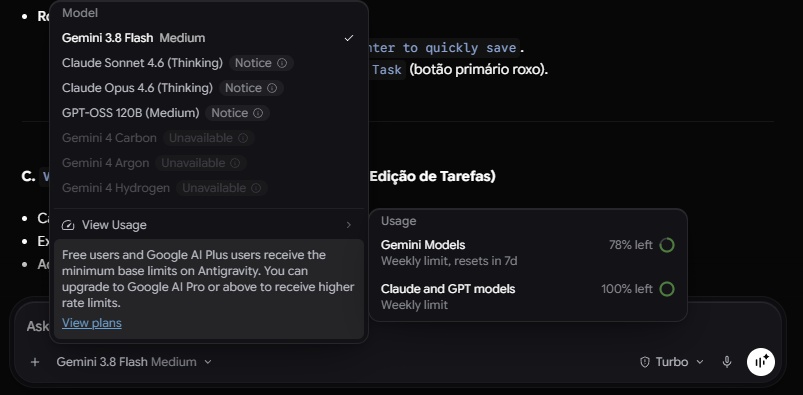 Model
Gemini 3.8 Flash Medium
Claude Sonnet 4.6 (Thinking) Notice
Claude Opus 4.6 (Thinking) Notice
GPT-OSS 120B (Medium) Notice
Gemini 4 Carbon Unavailable
Gemini 4 Argon Unavailable
Gemini 4 Hydrogen Unavailable
View Usage
Free users and Google AI Plus users receive the
minimum base limits on Antigravity. You can
upgrade to Google AI Pro or above to receive higher
rate limits.
View plans
to quickly save.
Task (botão primário roxo).
C.
Edição de Tarefas)
Usage
Gemini Models 78% left
Weekly limit, resets in 7d
Claude and GPT models 100% left
Weekly limit
Ask
Gemini 3.8 Flash Medium
Turbo